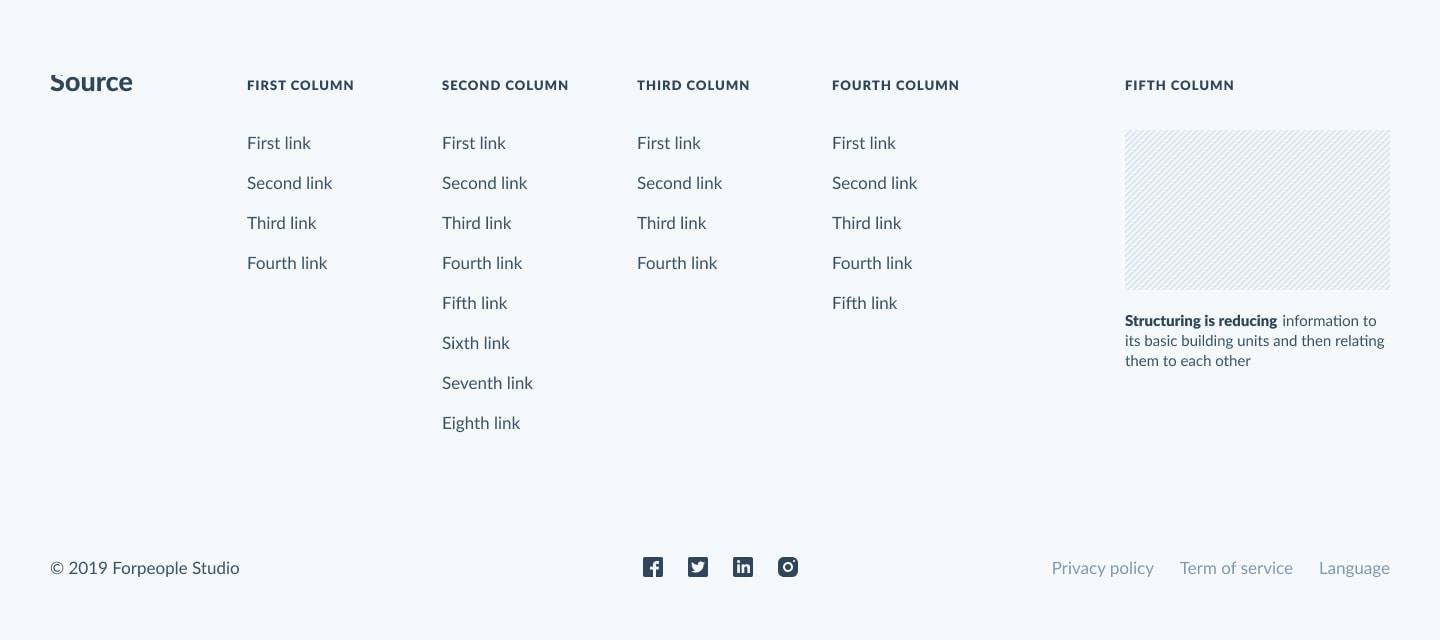 Source
FIRST COLUMN
First link
Second link
Third link
Fourth link
SECOND COLUMN
First link
Second link
Third link
Fourth link
Fifth link
Sixth link
Seventh link
Eighth link
THIRD COLUMN
First link
Second link
Third link
Fourth link
FOURTH COLUMN
First link
Second link
Third link
Fourth link
Fifth link
FIFTH COLUMN
Structuring is reducing information to
its basic building units and then relating
them to each other
© 2019 Forpeople Studio
Privacy policy
Term of service
Language